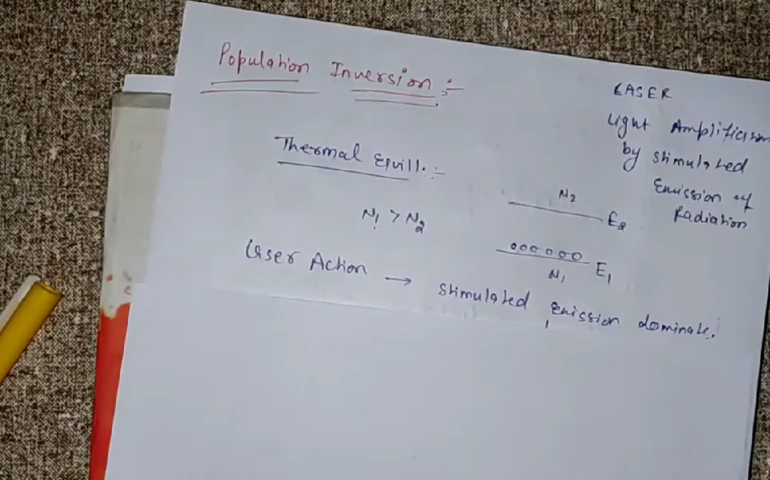 Population Inversion :-
LASER
Light Amplification
by stimulated
Emission of
Radiation
Thermal Equill. :-
N2
E2
N1 > N2
N1 E1
Laser Action → stimulated Emission dominate.